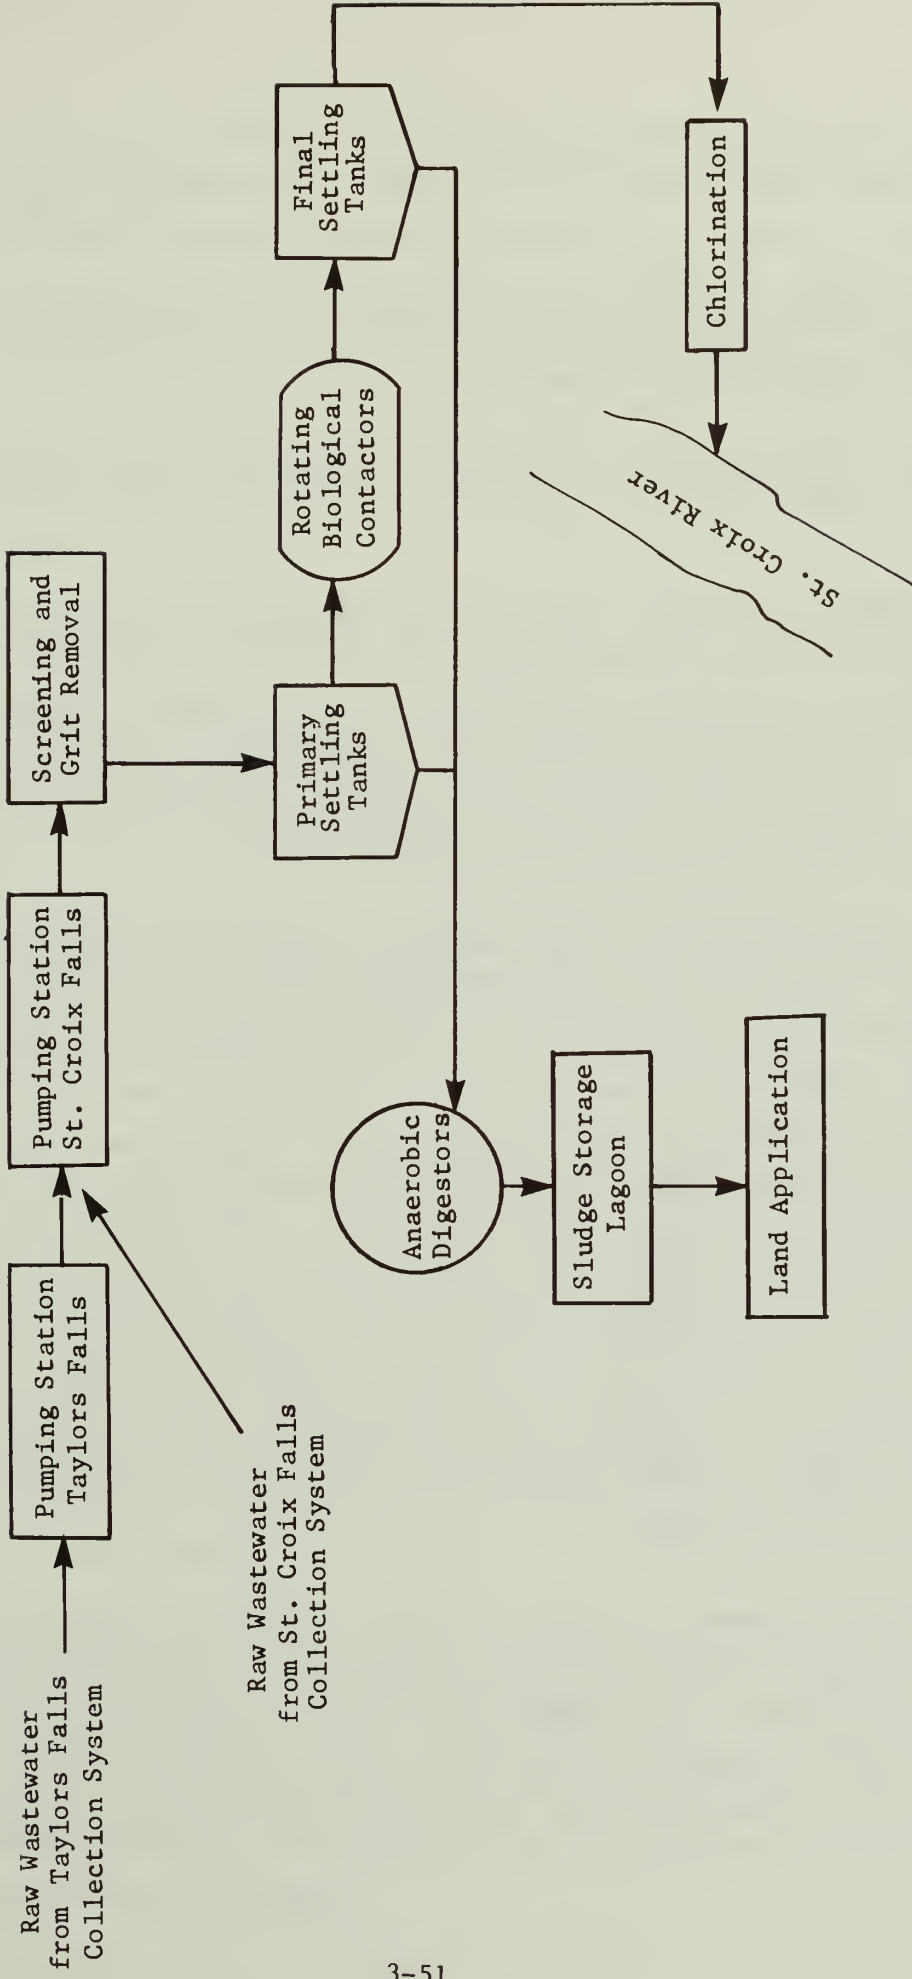 Raw Wastewater
from Taylors Falls
Collection System
Pumping Station
Taylors Falls
Raw Wastewater
from St. Croix Falls
Collection System
Pumping Station
St. Croix Falls
Screening and
Grit Removal
Primary
Settling
Tanks
Rotating
Biological
Contactors
Final
Settling
Tanks
Chlorination
St. Croix River
Anaerobic
Digestors
Sludge Storage
Lagoon
Land Application
3-51